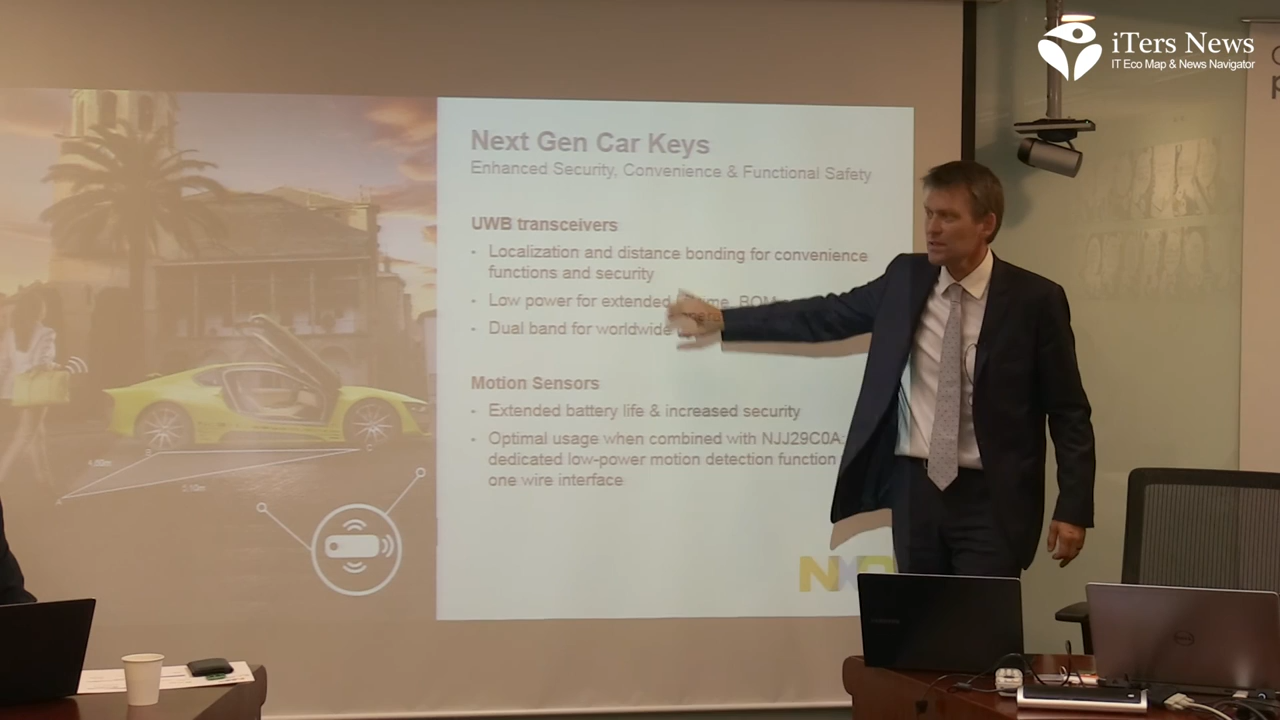 iTers News
IT Eco Map & News Navigator
Next Gen Car Keys
Enhanced Security, Convenience & Functional Safety
UWB transceivers
- Localization and distance bonding for convenience
functions and security
- Low power for extended
- Dual band for worldwide
Motion Sensors
- Extended battery life & increased security
- Optimal usage when combined with NJJ29C0A:
dedicated low-power motion detection function
one wire interface
NXP